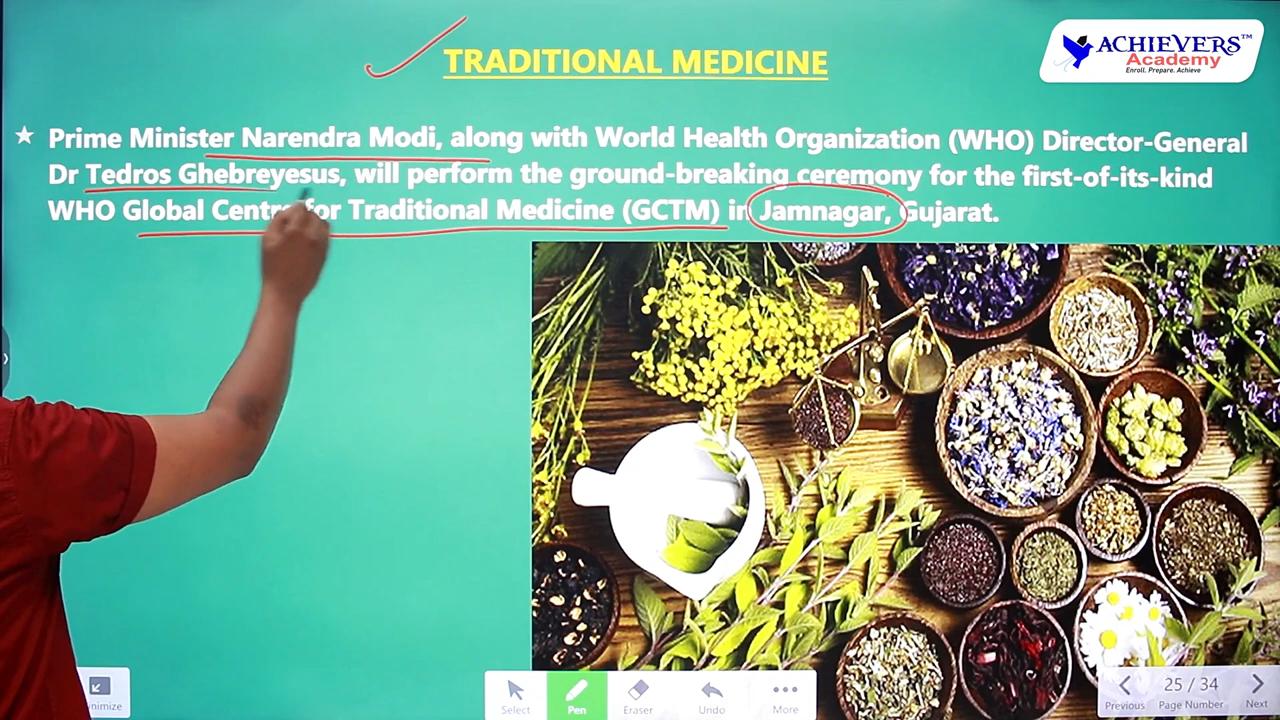 TRADITIONAL MEDICINE
ACHIEVERS™
Academy
Enroll. Prepare. Achieve
★ Prime Minister Narendra Modi, along with World Health Organization (WHO) Director-General
Dr Tedros Ghebreyesus, will perform the ground-breaking ceremony for the first-of-its-kind
WHO Global Centre for Traditional Medicine (GCTM) in Jamnagar, Gujarat.
Select
Pen
Eraser
Undo
More
25 / 34
Previous
Page Number
Next